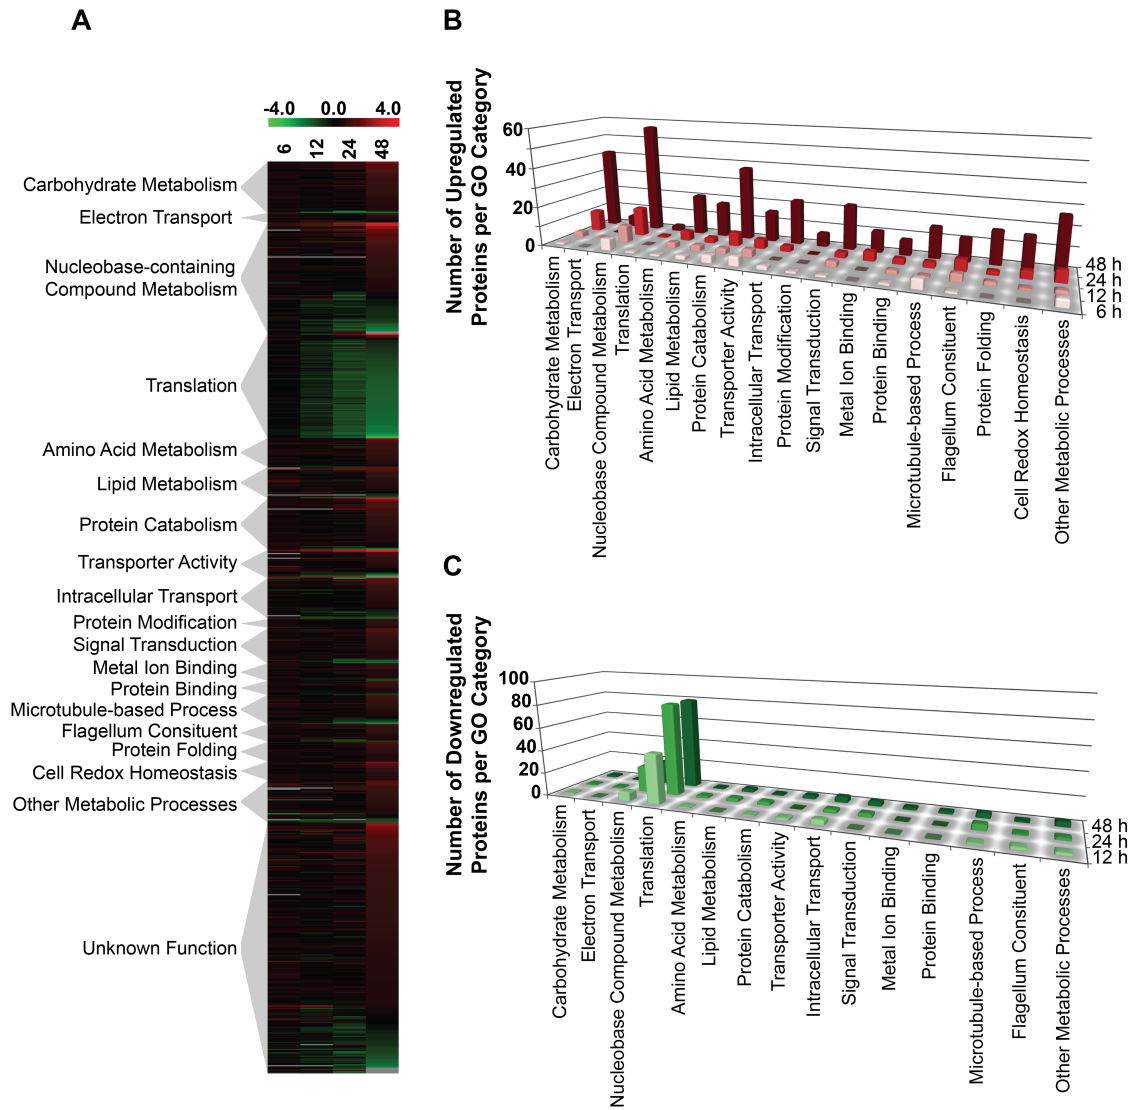 A
-4.0 0.0 4.0
6 12 24 48
Carbohydrate Metabolism
Electron Transport
Nucleobase-containing
Compound Metabolism
Translation
Amino Acid Metabolism
Lipid Metabolism
Protein Catabolism
Transporter Activity
Intracellular Transport
Protein Modification
Signal Transduction
Metal Ion Binding
Protein Binding
Microtubule-based Process
Flagellum Consituent
Protein Folding
Cell Redox Homeostasis
Other Metabolic Processes
Unknown Function
B
Number of Upregulated
Proteins per GO Category
60
40
20
0
48 h
24 h
12 h
6 h
Carbohydrate Metabolism
Electron Transport
Nucleobase Compound Metabolism
Translation
Amino Acid Metabolism
Lipid Metabolism
Protein Catabolism
Transporter Activity
Intracellular Transport
Protein Modification
Signal Transduction
Metal Ion Binding
Protein Binding
Microtubule-based Process
Flagellum Consituent
Protein Folding
Cell Redox Homeostasis
Other Metabolic Processes
C
Number of Downregulated
Proteins per GO Category
100
80
60
40
20
0
48 h
24 h
12 h
Carbohydrate Metabolism
Electron Transport
Nucleobase Compound Metabolism
Translation
Amino Acid Metabolism
Lipid Metabolism
Protein Catabolism
Transporter Activity
Intracellular Transport
Signal Transduction
Metal Ion Binding
Protein Binding
Microtubule-based Process
Flagellum Consituent
Other Metabolic Processes